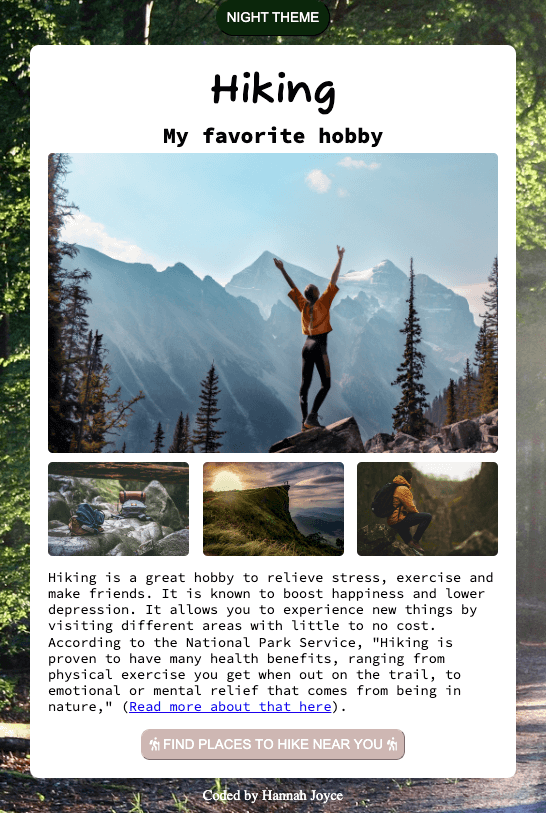 NIGHT THEME
Hiking
My favorite hobby
Hiking is a great hobby to relieve stress, exercise and
make friends. It is known to boost happiness and lower
depression. It allows you to experience new things by
visiting different areas with little to no cost.
According to the National Park Service, "Hiking is
proven to have many health benefits, ranging from
physical exercise you get when out on the trail, to
emotional or mental relief that comes from being in
nature," (Read more about that here).
FIND PLACES TO HIKE NEAR YOU
Coded by Hannah Joyce